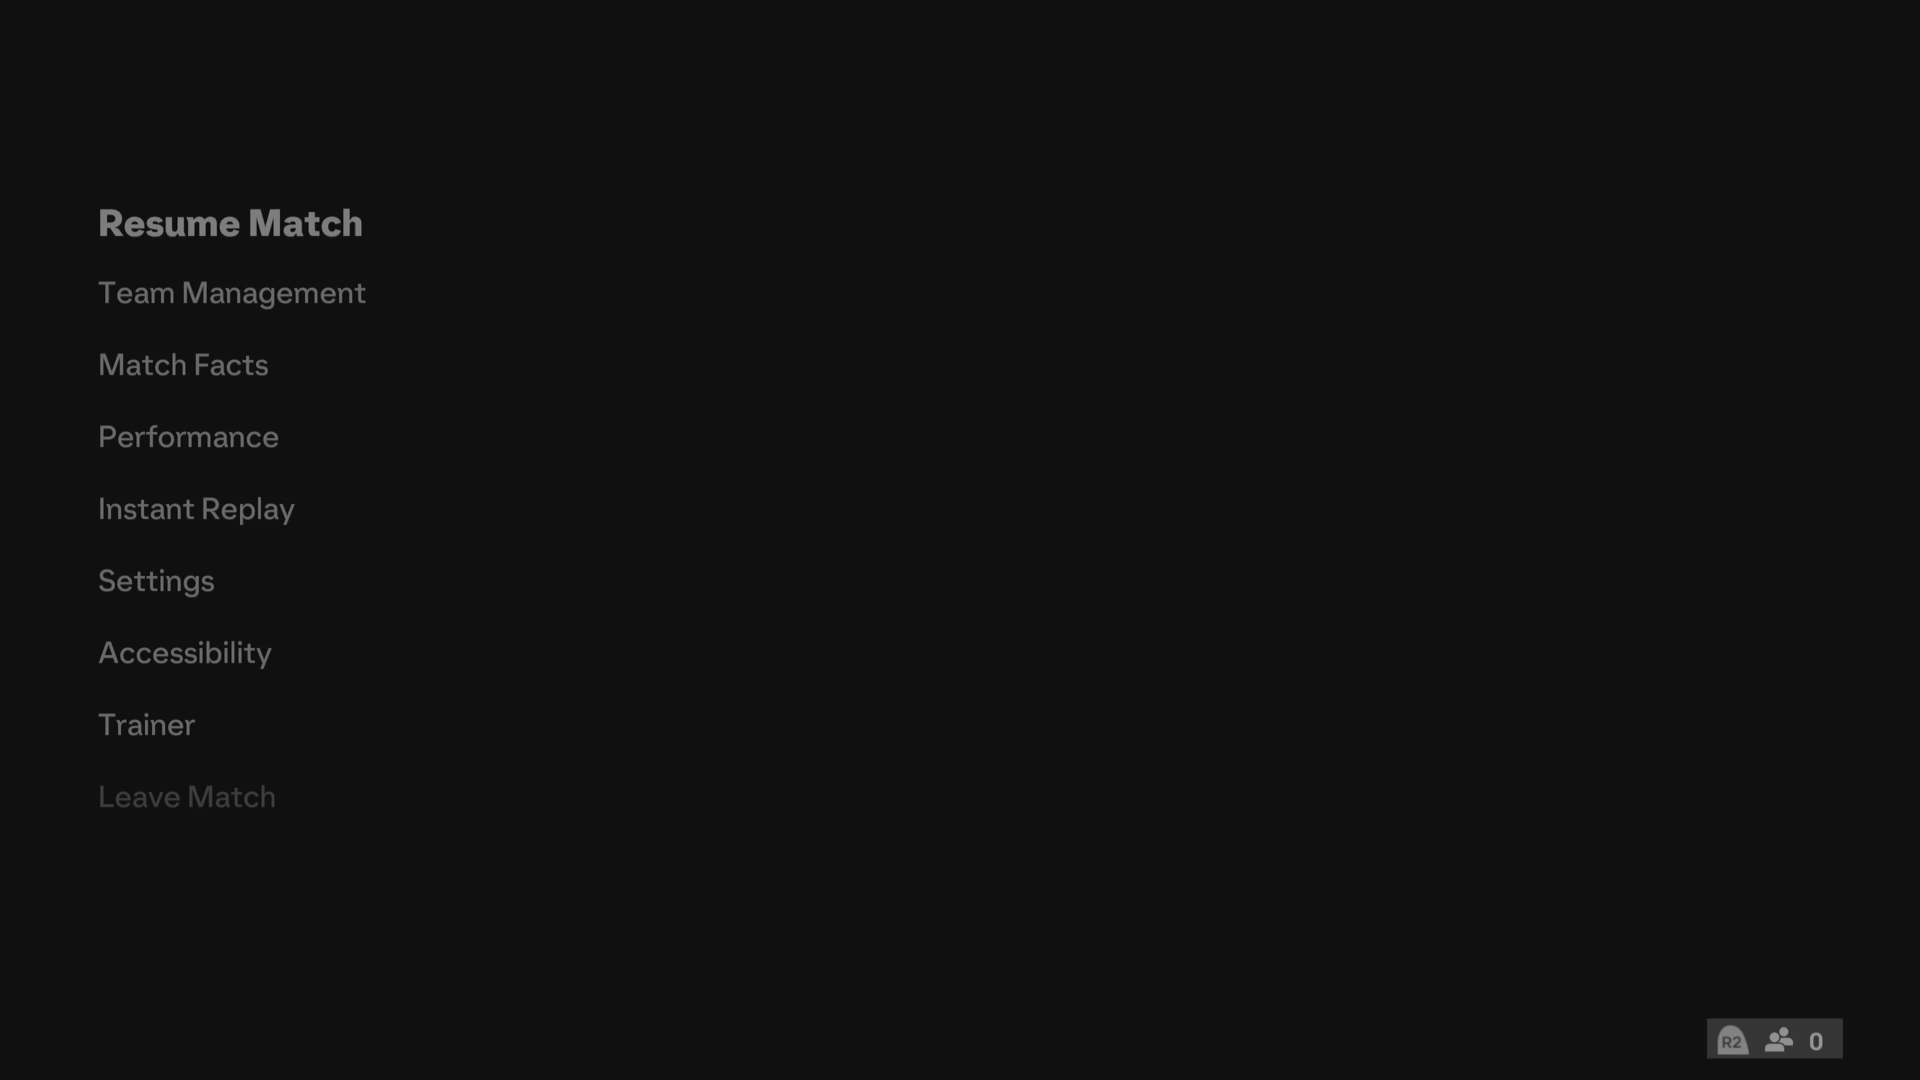 Resume Match
Team Management
Match Facts
Performance
Instant Replay
Settings
Accessibility
Trainer
Leave Match
R2 0